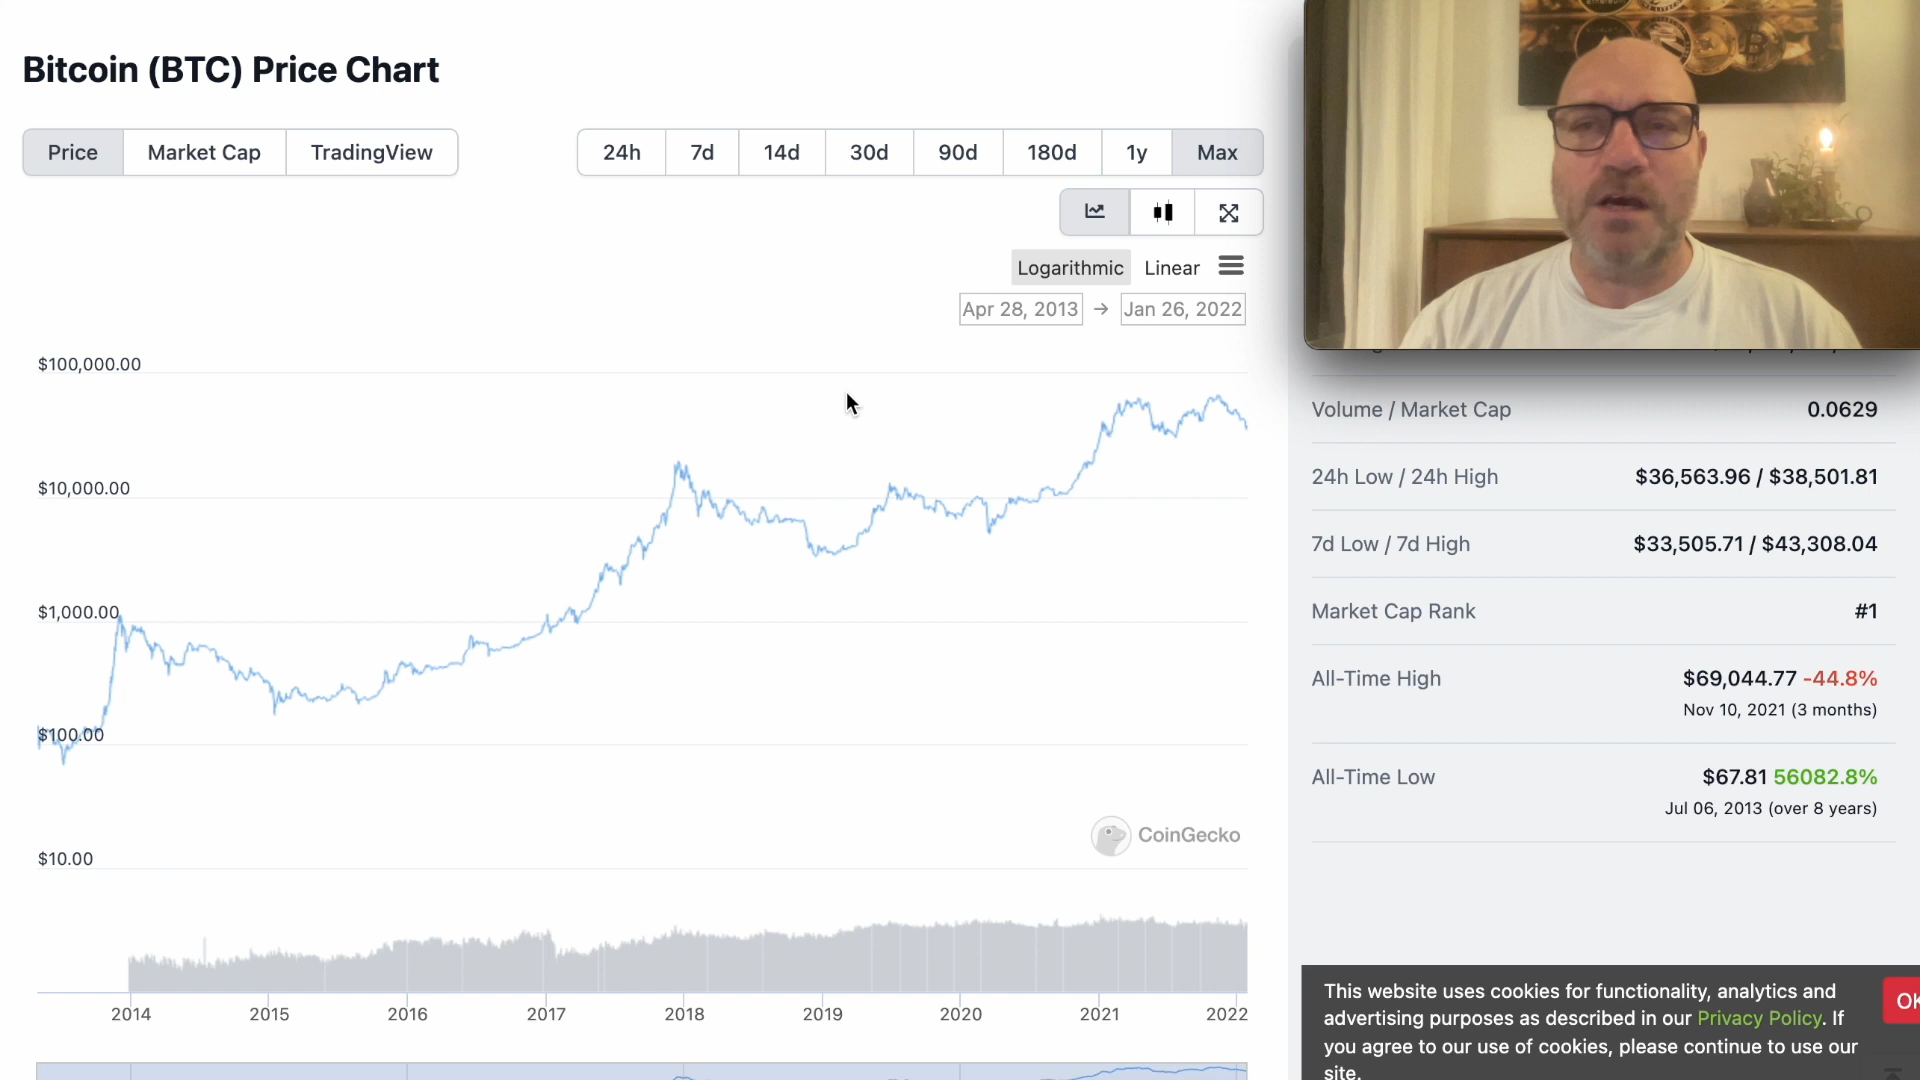 Bitcoin (BTC) Price Chart
Price
Market Cap
TradingView
24h
7d
14d
30d
90d
180d
1y
Max
Logarithmic
Linear
Apr 28, 2013 → Jan 26, 2022
$100,000.00
$10,000.00
$1,000.00
$100.00
$10.00
CoinGecko
2014
2015
2016
2017
2018
2019
2020
2021
2022
Volume / Market Cap 0.0629
24h Low / 24h High $36,563.96 / $38,501.81
7d Low / 7d High $33,505.71 / $43,308.04
Market Cap Rank #1
All-Time High $69,044.77 -44.8%
Nov 10, 2021 (3 months)
All-Time Low $67.81 56082.8%
Jul 06, 2013 (over 8 years)
This website uses cookies for functionality, analytics and
advertising purposes as described in our Privacy Policy. If
you agree to our use of cookies, please continue to use our
site.
OK